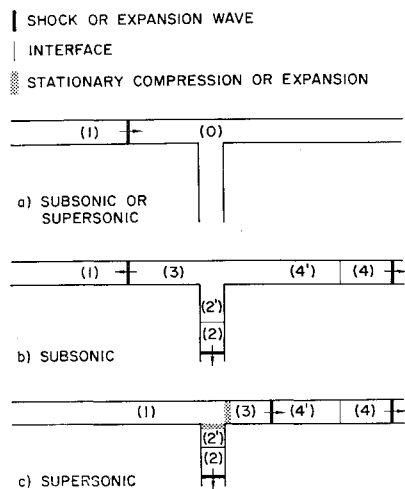 SHOCK OR EXPANSION WAVE
INTERFACE
STATIONARY COMPRESSION OR EXPANSION
(1) (0)
a) SUBSONIC OR
SUPERSONIC
(1) (3) (4') (4)
(2')
(2)
b) SUBSONIC
(1) (3) (4') (4)
(2')
(2)
c) SUPERSONIC